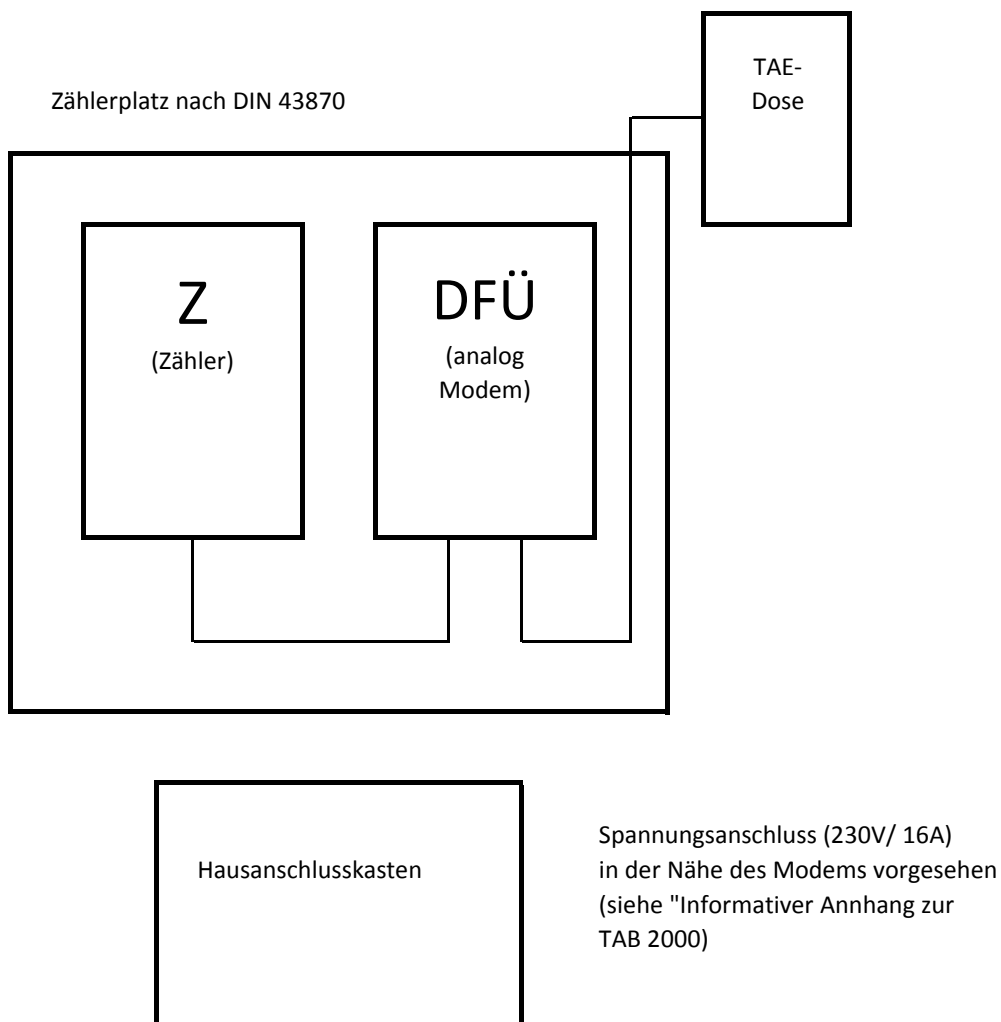 TAE-
Dose
Zählerplatz nach DIN 43870
Z
(Zähler)
DFÜ
(analog
Modem)
Hausanschlusskasten
Spannungsanschluss (230V/ 16A)
in der Nähe des Modems vorgesehen
(siehe "Informativer Annhang zur
TAB 2000)